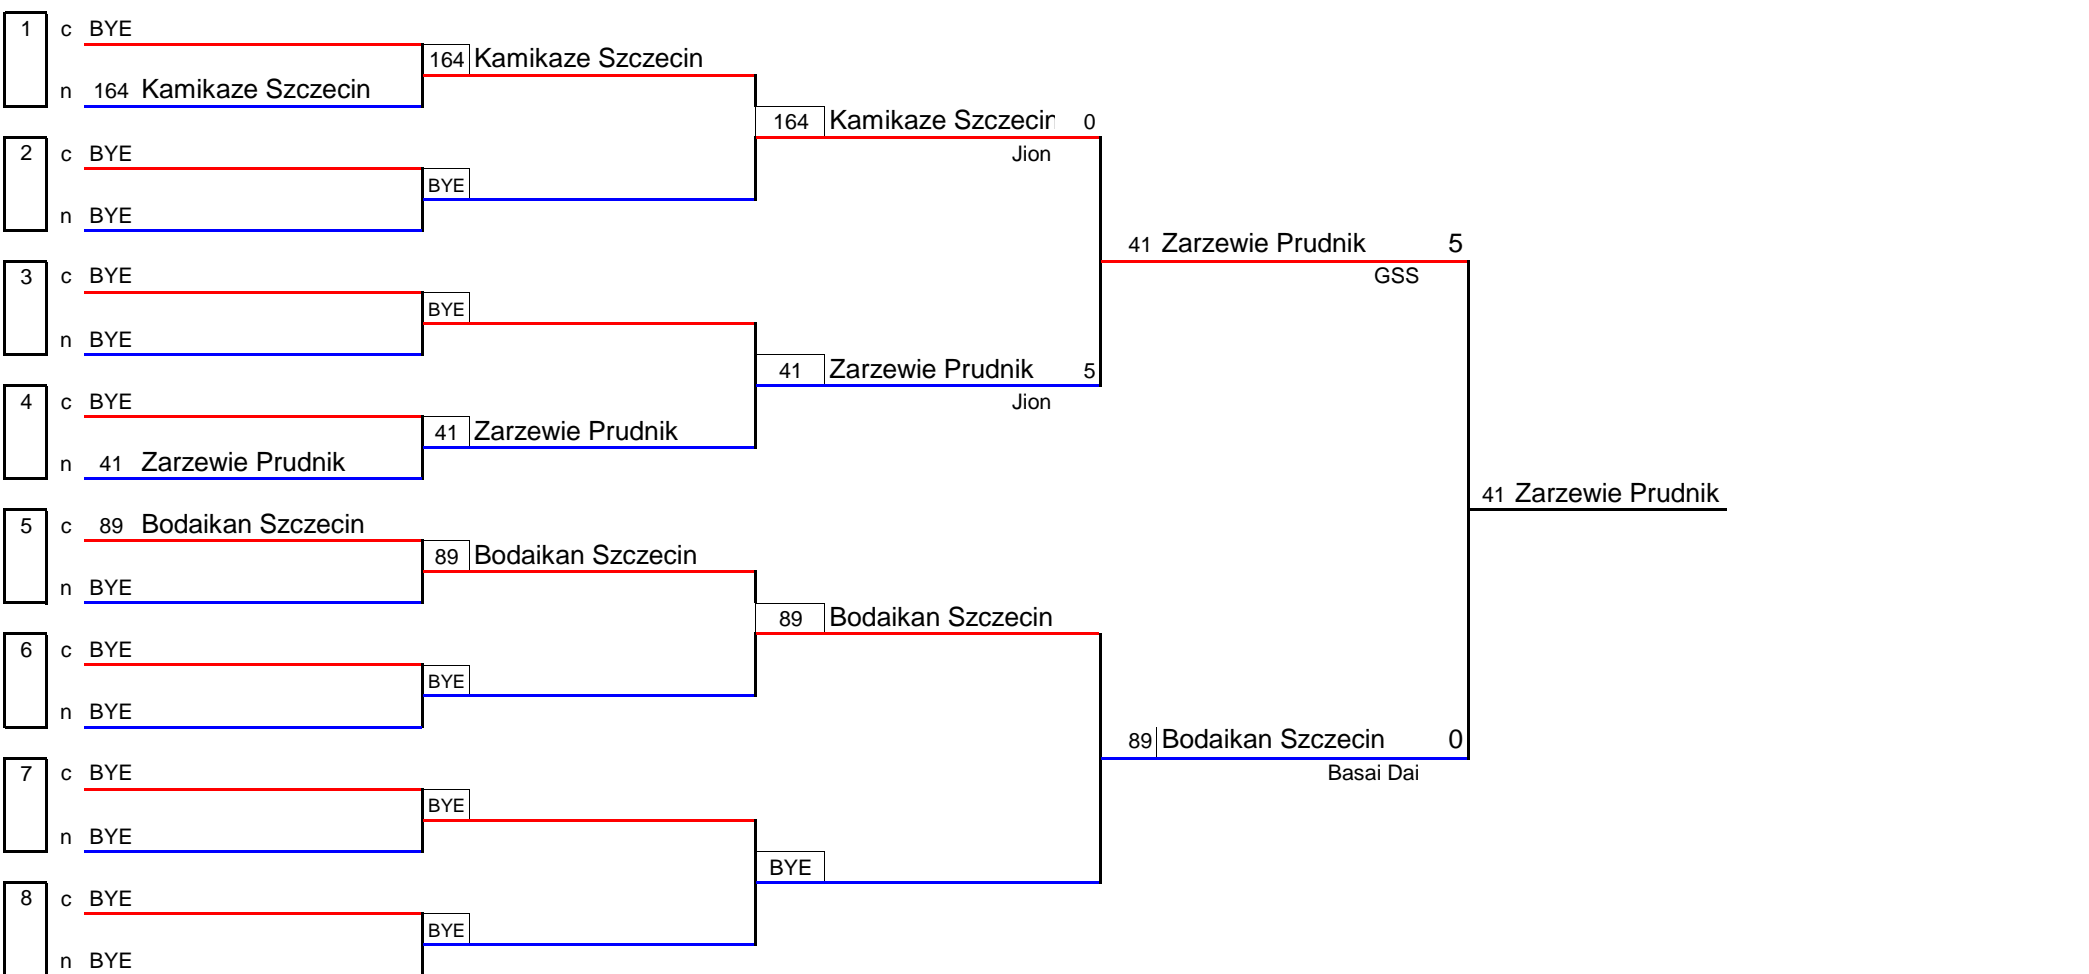 1 c BYE
164 Kamikaze Szczecin
n 164 Kamikaze Szczecin
164 Kamikaze Szczecin 0
2 c BYE
Jion
BYE
n BYE
41 Zarzewie Prudnik 5
3 c BYE
GSS
BYE
n BYE
41 Zarzewie Prudnik 5
4 c BYE
Jion
41 Zarzewie Prudnik
n 41 Zarzewie Prudnik
41 Zarzewie Prudnik
5 c 89 Bodaikan Szczecin
89 Bodaikan Szczecin
n BYE
89 Bodaikan Szczecin
6 c BYE
BYE
n BYE
89 Bodaikan Szczecin 0
7 c BYE
Basai Dai
BYE
n BYE
BYE
8 c BYE
BYE
n BYE